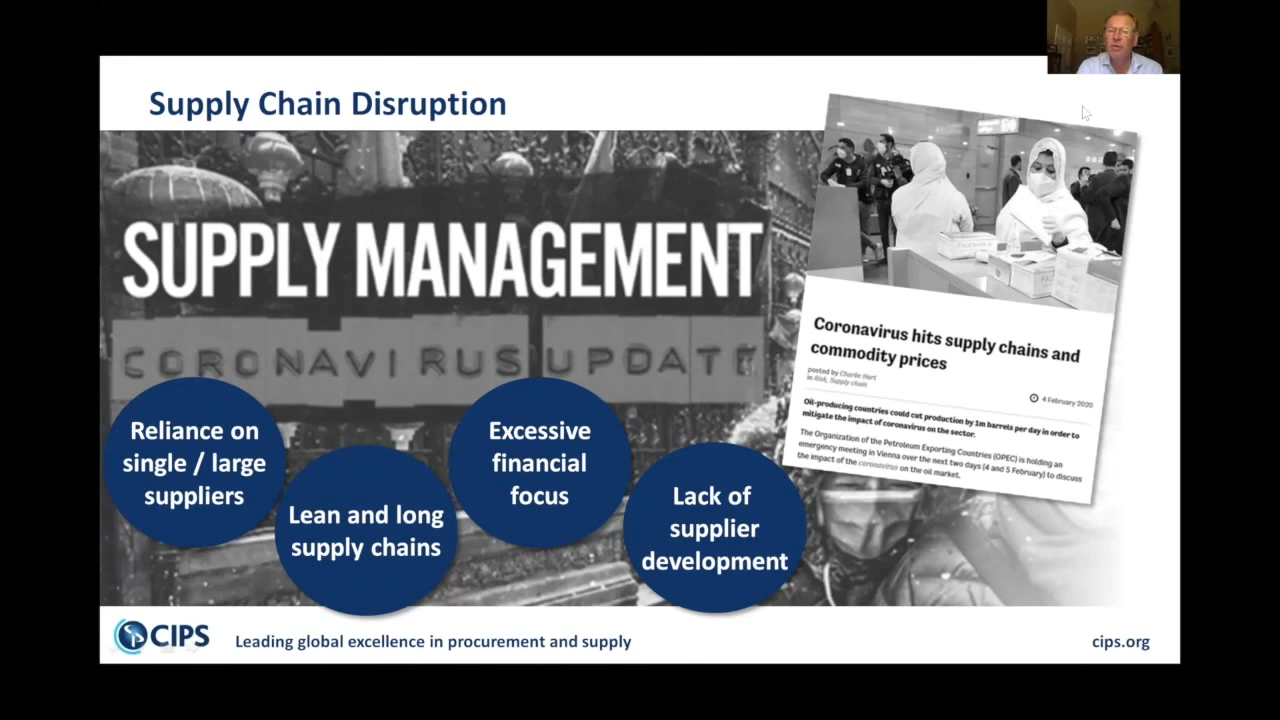 Supply Chain Disruption
SUPPLY MANAGEMENT
CORONAVIRUS UPDATE
Reliance on
single / large
suppliers
Lean and long
supply chains
Excessive
financial
focus
Lack of
supplier
development
Coronavirus hits supply chains and
commodity prices
posted by Charlie Hart
in Risk, Supply chain
4 February 2020
Oil-producing countries could cut production by 1m barrels per day in order to
mitigate the impact of coronavirus on the sector.
The Organization of the Petroleum Exporting Countries (OPEC) is holding an
emergency meeting in Vienna over the next two days (4 and 5 February) to discuss
the impact of the coronavirus on the oil market.
CIPS
Leading global excellence in procurement and supply
cips.org